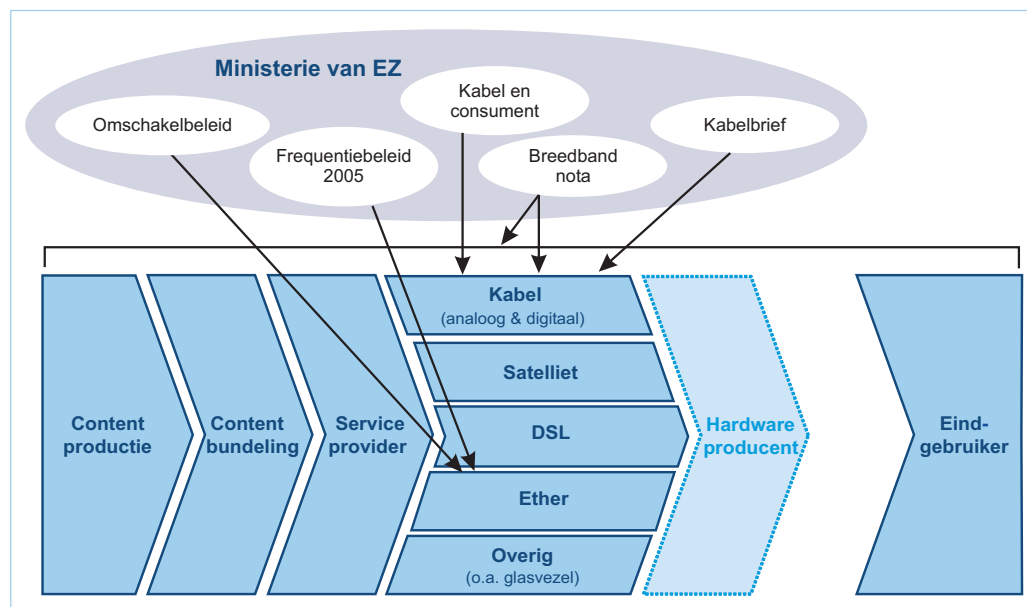 Ministerie van EZ
Omschakelbeleid
Frequentiebeleid
2005
Kabel en
consument
Breedband
nota
Kabelbrief
Content
productie
Content
bundeling
Service
provider
Kabel
(analoog & digitaal)
Satelliet
DSL
Ether
Overig
(o.a. glasvezel)
Hardware
producent
Eind-
gebruiker